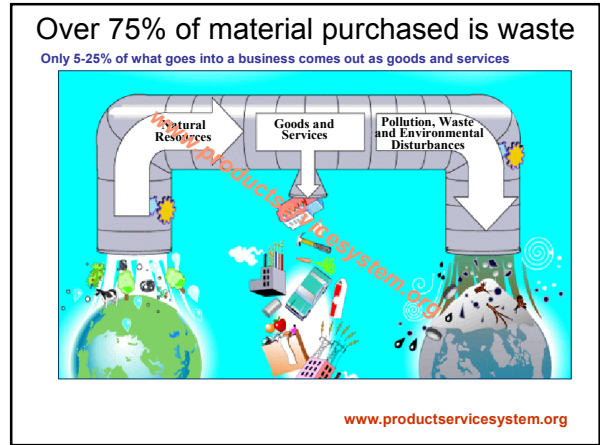 Over 75% of material purchased is waste
Only 5-25% of what goes into a business comes out as goods and services
Natural
Resources
Goods and
Services
Pollution, Waste
and Environmental
Disturbances
www.productservicesystem.org
www.productservicesystem.org